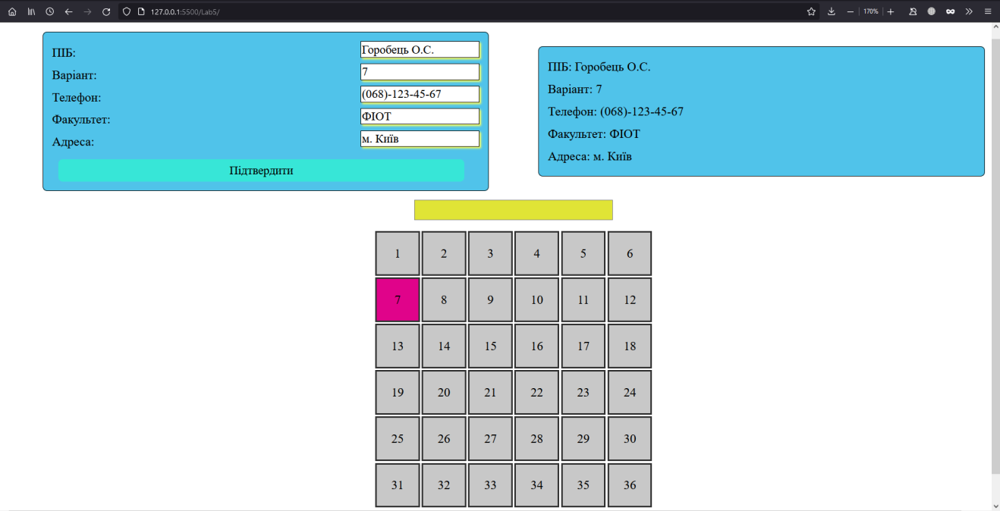 127.0.0.1:5500/Lab5/
170%
ПІБ:
Горобець О.С.
Варіант:
7
Телефон:
(068)-123-45-67
Факультет:
ФІОТ
Адреса:
м. Київ
Підтвердити
ПІБ: Горобець О.С.
Варіант: 7
Телефон: (068)-123-45-67
Факультет: ФІОТ
Адреса: м. Київ
1 2 3 4 5 6
7 8 9 10 11 12
13 14 15 16 17 18
19 20 21 22 23 24
25 26 27 28 29 30
31 32 33 34 35 36